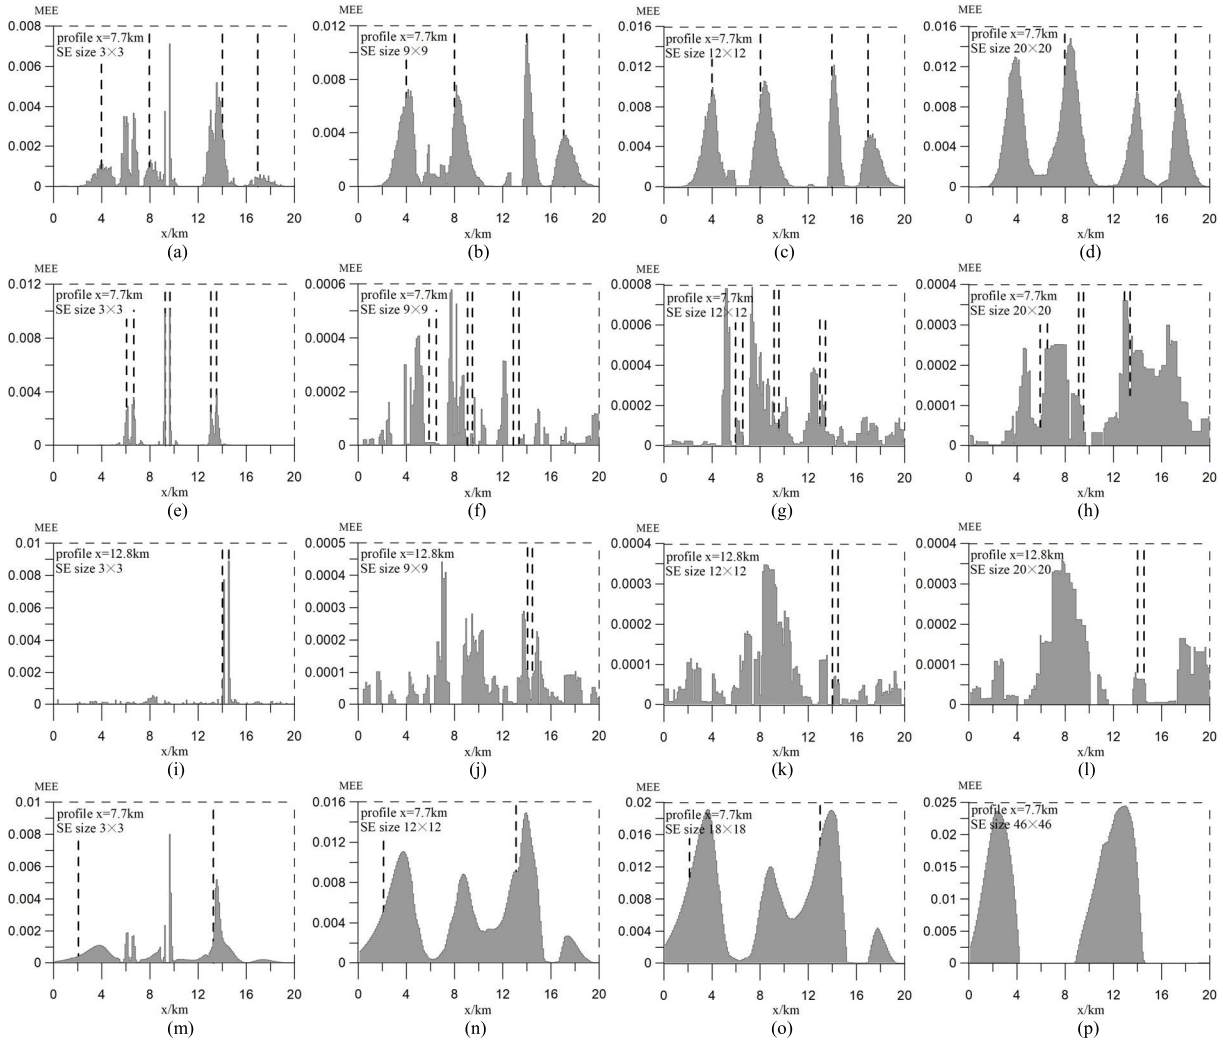 MEE
0.008
profile x=7.7km
SE size 3×3
0.006
0.004
0.002
0
0 4 8 12 16 20
x/km
(a)
MEE
0.012
profile x=7.7km
SE size 9×9
0.008
0.004
0
0 4 8 12 16 20
x/km
(b)
MEE
0.016
profile x=7.7km
SE size 12×12
0.012
0.008
0.004
0
0 4 8 12 16 20
x/km
(c)
MEE
0.016
profile x=7.7km
SE size 20×20
0.012
0.008
0.004
0
0 4 8 12 16 20
x/km
(d)
MEE
0.012
profile x=7.7km
SE size 3×3
0.008
0.004
0
0 4 8 12 16 20
x/km
(e)
MEE
0.0006
profile x=7.7km
SE size 9×9
0.0004
0.0002
0
0 4 8 12 16 20
x/km
(f)
MEE
0.0008
profile x=7.7km
SE size 12×12
0.0006
0.0004
0.0002
0
0 4 8 12 16 20
x/km
(g)
MEE
0.0004
profile x=7.7km
SE size 20×20
0.0003
0.0002
0.0001
0
0 4 8 12 16 20
x/km
(h)
MEE
0.01
profile x=12.8km
SE size 3×3
0.008
0.006
0.004
0.002
0
0 4 8 12 16 20
x/km
(i)
MEE
0.0005
profile x=12.8km
SE size 9×9
0.0004
0.0003
0.0002
0.0001
0
0 4 8 12 16 20
x/km
(j)
MEE
0.0004
profile x=12.8km
SE size 12×12
0.0003
0.0002
0.0001
0
0 4 8 12 16 20
x/km
(k)
MEE
0.0004
profile x=12.8km
SE size 20×20
0.0003
0.0002
0.0001
0
0 4 8 12 16 20
x/km
(l)
MEE
0.01
profile x=7.7km
SE size 3×3
0.008
0.006
0.004
0.002
0
0 4 8 12 16 20
x/km
(m)
MEE
0.016
profile x=7.7km
SE size 12×12
0.012
0.008
0.004
0
0 4 8 12 16 20
x/km
(n)
MEE
0.02
profile x=7.7km
SE size 18×18
0.016
0.012
0.008
0.004
0
0 4 8 12 16 20
x/km
(o)
MEE
0.025
profile x=7.7km
SE size 46×46
0.02
0.015
0.01
0.005
0
0 4 8 12 16 20
x/km
(p)